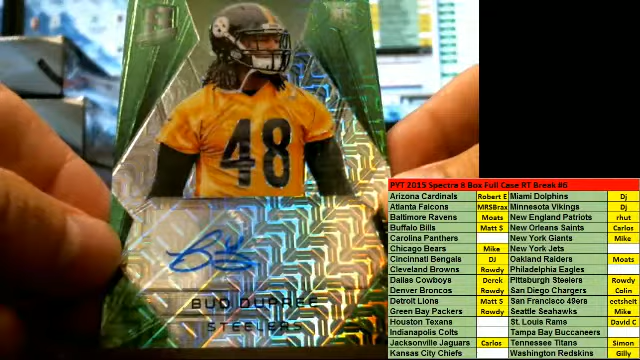 48
BUD DUPREE
STEELERS
PYT 2015 Spectra 8 Box Full Case RT Break #6
Arizona Cardinals Robert E Miami Dolphins Dj
Atlanta Falcons MRSBrax Minnesota Vikings Dj
Baltimore Ravens Moats New England Patriots rhut
Buffalo Bills Matt S New Orleans Saints Carlos
Carolina Panthers New York Giants Mike
Chicago Bears Mike New York Jets
Cincinnati Bengals DJ Oakland Raiders Moats
Cleveland Browns Rowdy Philadelphia Eagles
Dallas Cowboys Derek Pittsburgh Steelers Rowdy
Denver Broncos Rowdy San Diego Chargers Colin
Detroit Lions Matt S San Francisco 49ers eetshelt
Green Bay Packers Rowdy Seattle Seahawks Mike
Houston Texans St. Louis Rams David C
Indianapolis Colts Tampa Bay Buccaneers
Jacksonville Jaguars Carlos Tennessee Titans Simon
Kansas City Chiefs Washington Redskins Gilly